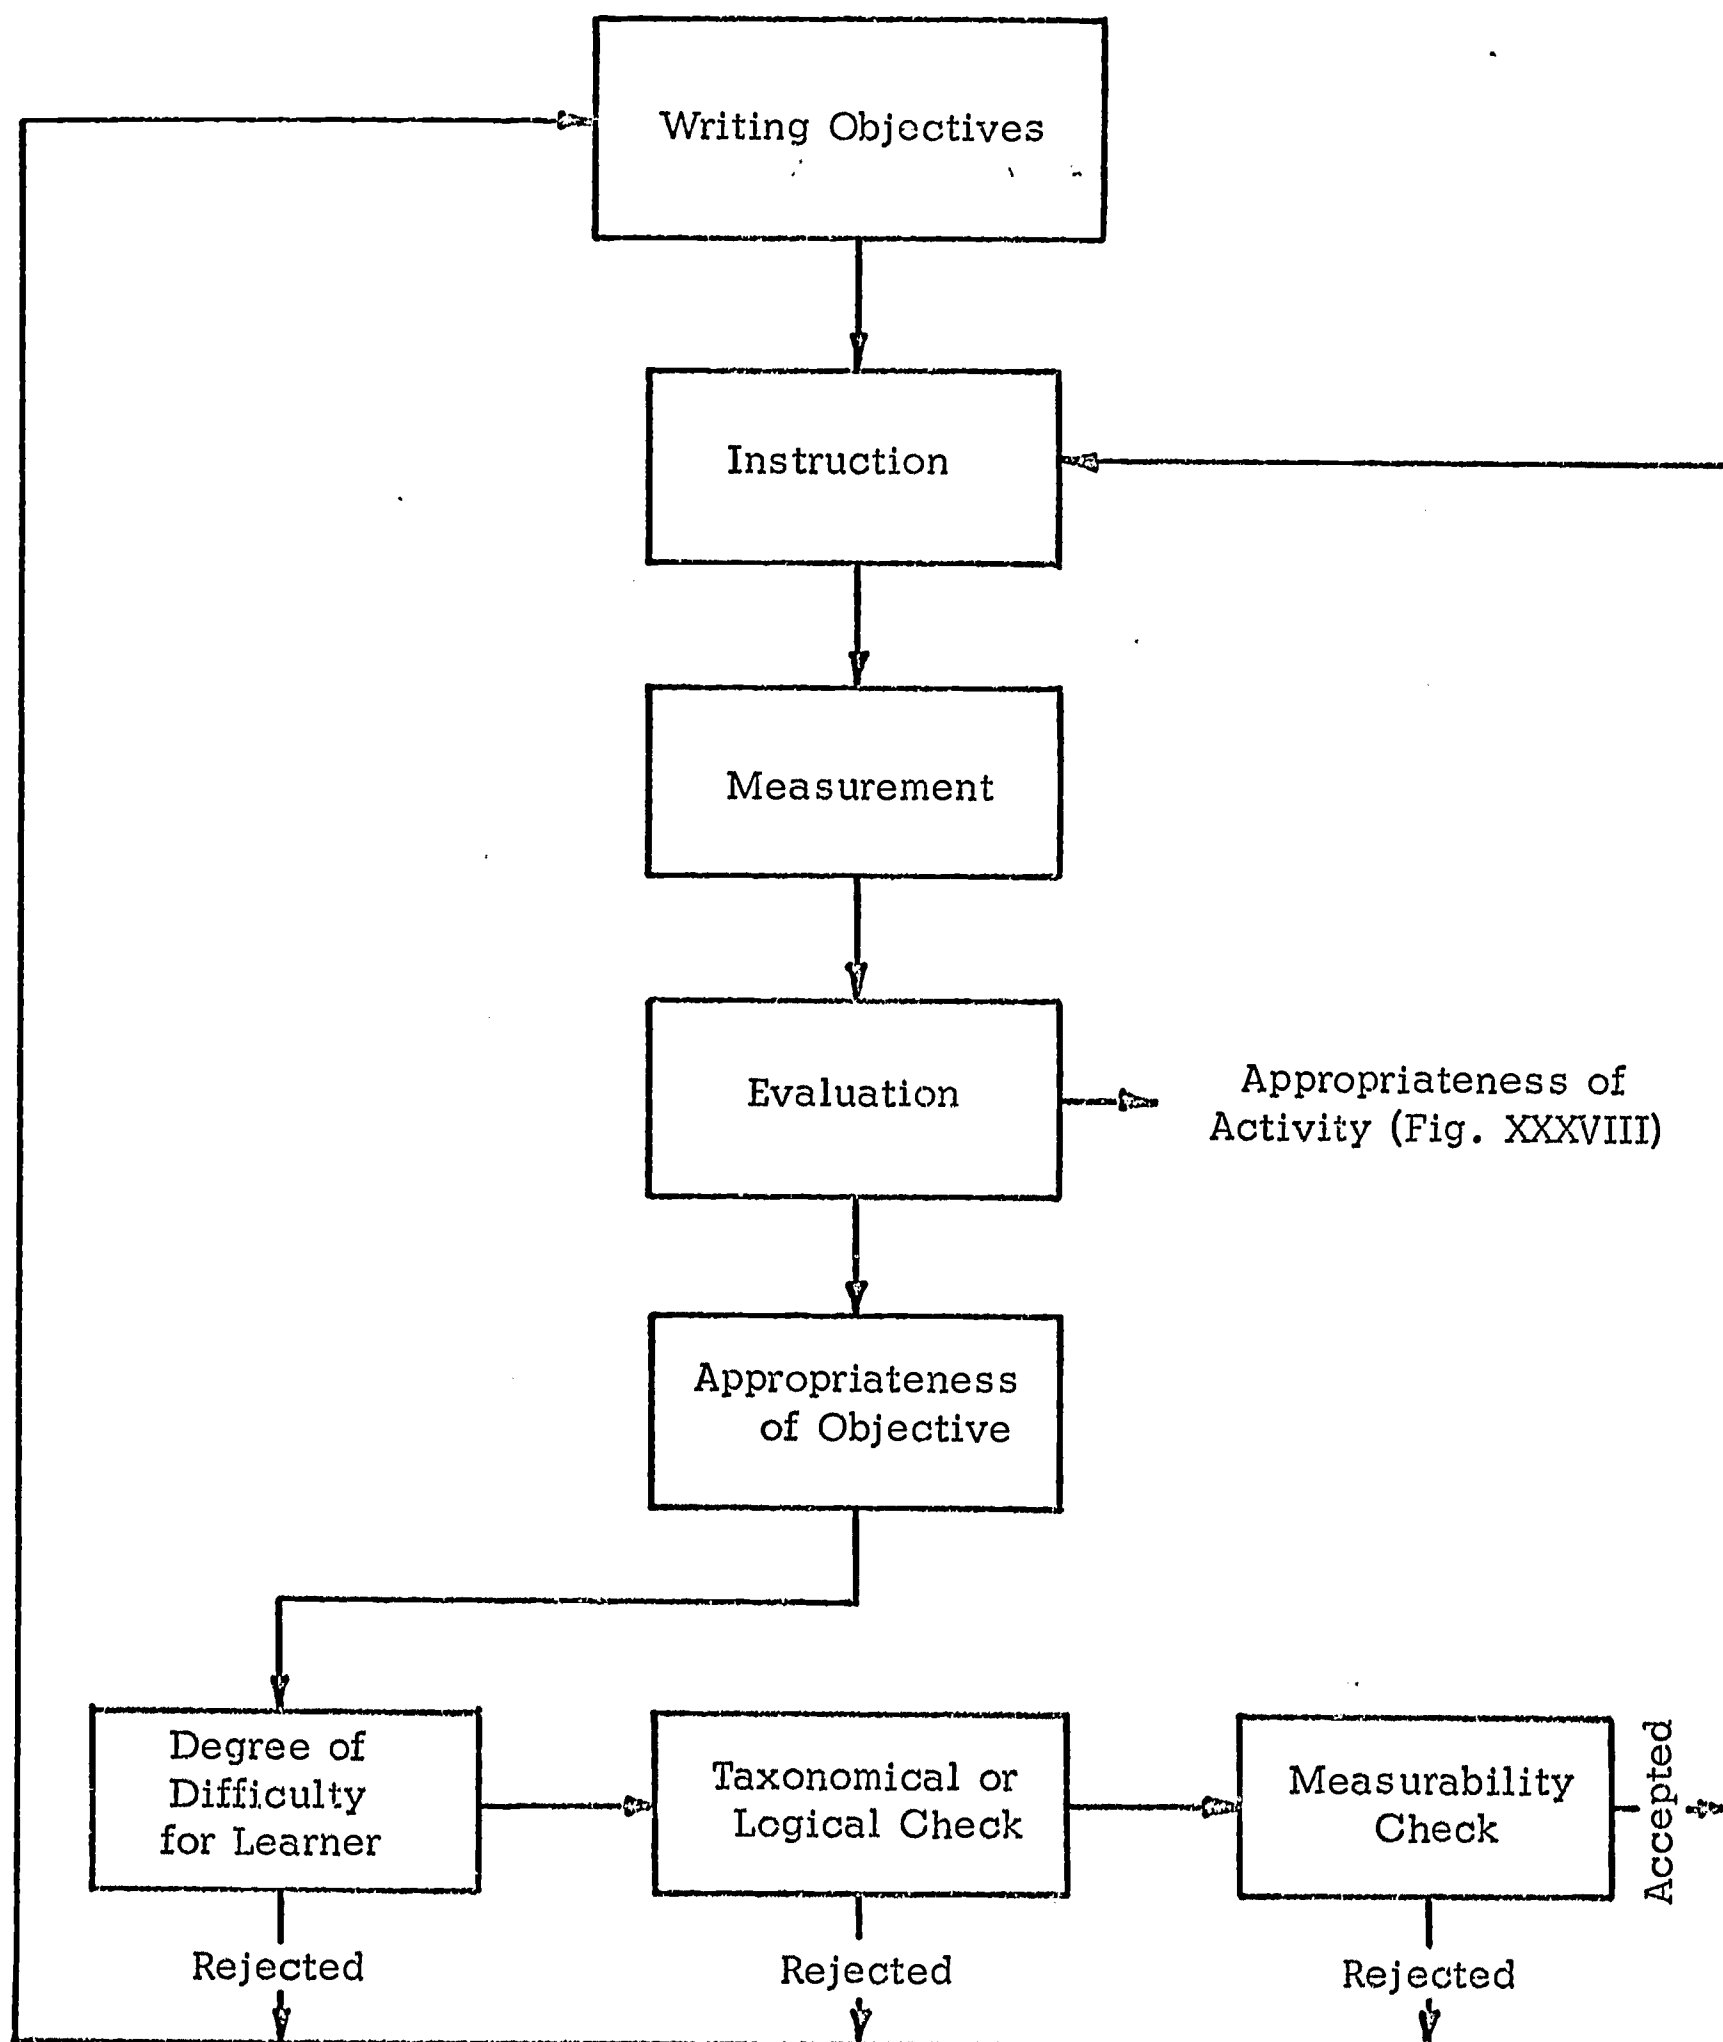 Writing Objectives
Instruction
Measurement
Evaluation
Appropriateness of
Activity (Fig. XXXVIII)
Appropriateness
of Objective
Degree of
Difficulty
for Learner
Taxonomical or
Logical Check
Measurability
Check
Accepted
Rejected
Rejected
Rejected